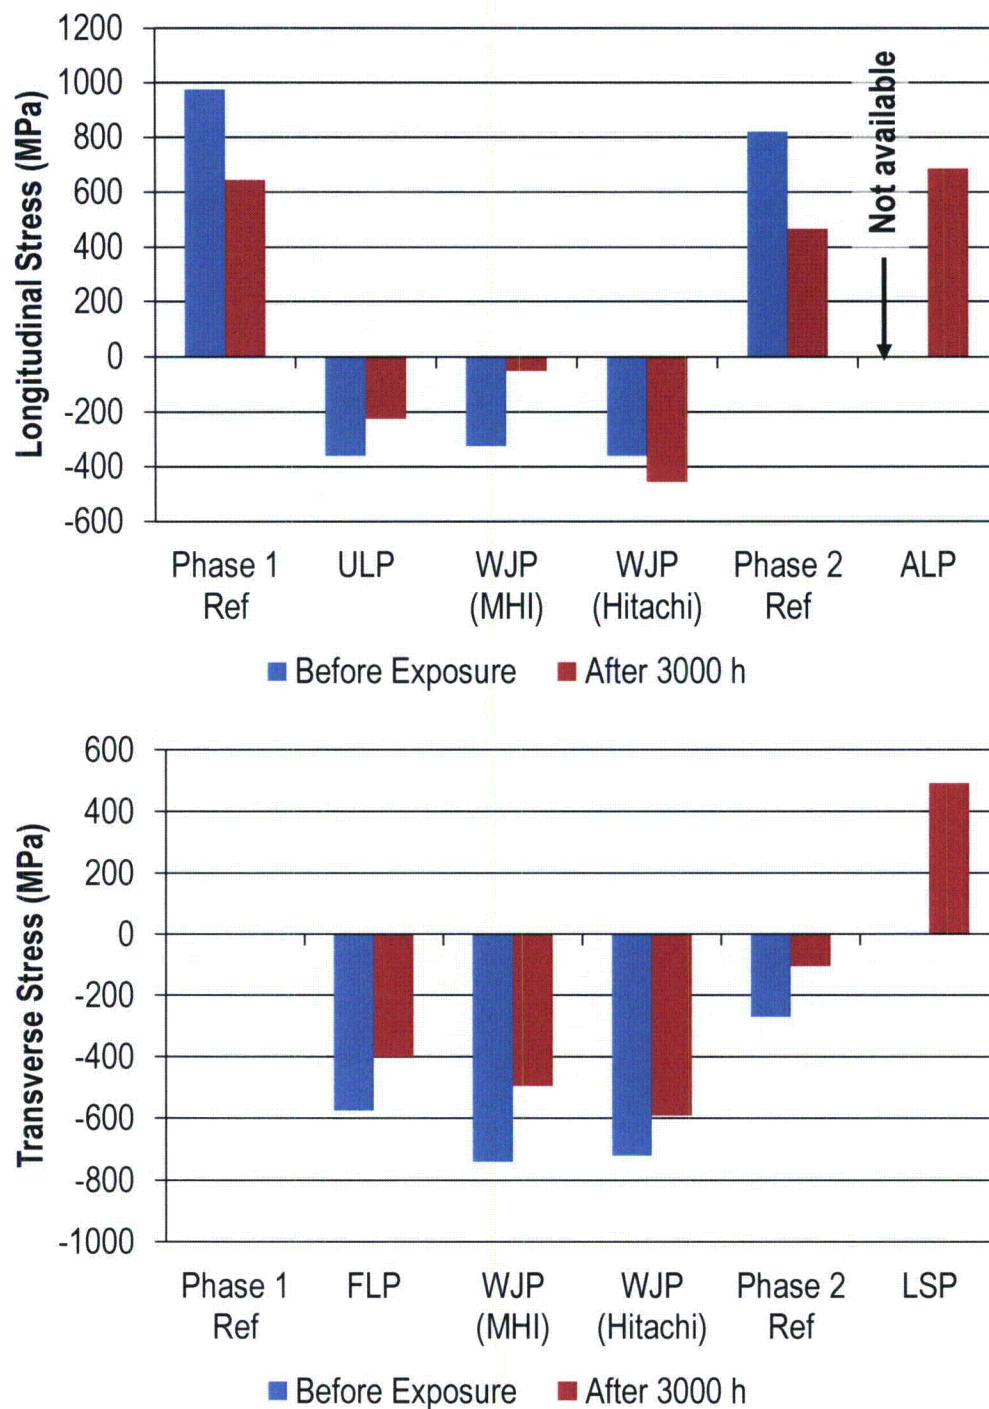 1200
1000
800
600
400
200
0
-200
-400
-600
Longitudinal Stress (MPa)
Not available
Phase 1 Ref
ULP
WJP (MHI)
WJP (Hitachi)
Phase 2 Ref
ALP
Before Exposure
After 3000 h
600
400
200
0
-200
-400
-600
-800
-1000
Transverse Stress (MPa)
Phase 1 Ref
FLP
WJP (MHI)
WJP (Hitachi)
Phase 2 Ref
LSP
Before Exposure
After 3000 h